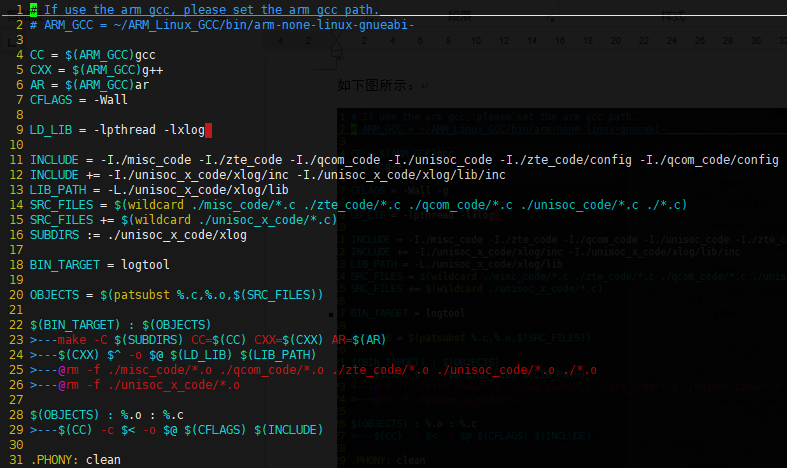 1 # If use the arm gcc, please set the arm gcc path.
2 # ARM_GCC = ~/ARM_Linux_GCC/bin/arm-none-linux-gnueabi-
3
4 CC = $(ARM_GCC)gcc
5 CXX = $(ARM_GCC)g++
6 AR = $(ARM_GCC)ar
7 CFLAGS = -Wall
8
9 LD_LIB = -lpthread -lxlog
10
11 INCLUDE = -I./misc_code -I./zte_code -I./qcom_code -I./unisoc_code -I./zte_code/config -I./qcom_code/config
12 INCLUDE += -I./unisoc_x_code/xlog/inc -I./unisoc_x_code/xlog/lib/inc
13 LIB_PATH = -L./unisoc_x_code/xlog/lib
14 SRC_FILES = $(wildcard ./misc_code/*.c ./zte_code/*.c ./qcom_code/*.c ./unisoc_code/*.c ./*.c)
15 SRC_FILES += $(wildcard ./unisoc_x_code/*.c)
16 SUBDIRS := ./unisoc_x_code/xlog
17
18 BIN_TARGET = logtool
19
20 OBJECTS = $(patsubst %.c,%.o,$(SRC_FILES))
21
22 $(BIN_TARGET) : $(OBJECTS)
23 >---make -C $(SUBDIRS) CC=$(CC) CXX=$(CXX) AR=$(AR)
24 >---$(CXX) $^ -o $@ $(LD_LIB) $(LIB_PATH)
25 >---@rm -f ./misc_code/*.o ./qcom_code/*.o ./zte_code/*.o ./unisoc_code/*.o ./*.o
26 >---@rm -f ./unisoc_x_code/*.o
27
28 $(OBJECTS) : %.o : %.c
29 >---$(CC) -c $< -o $@ $(CFLAGS) $(INCLUDE)
30
31 .PHONY: clean
如下图所示：